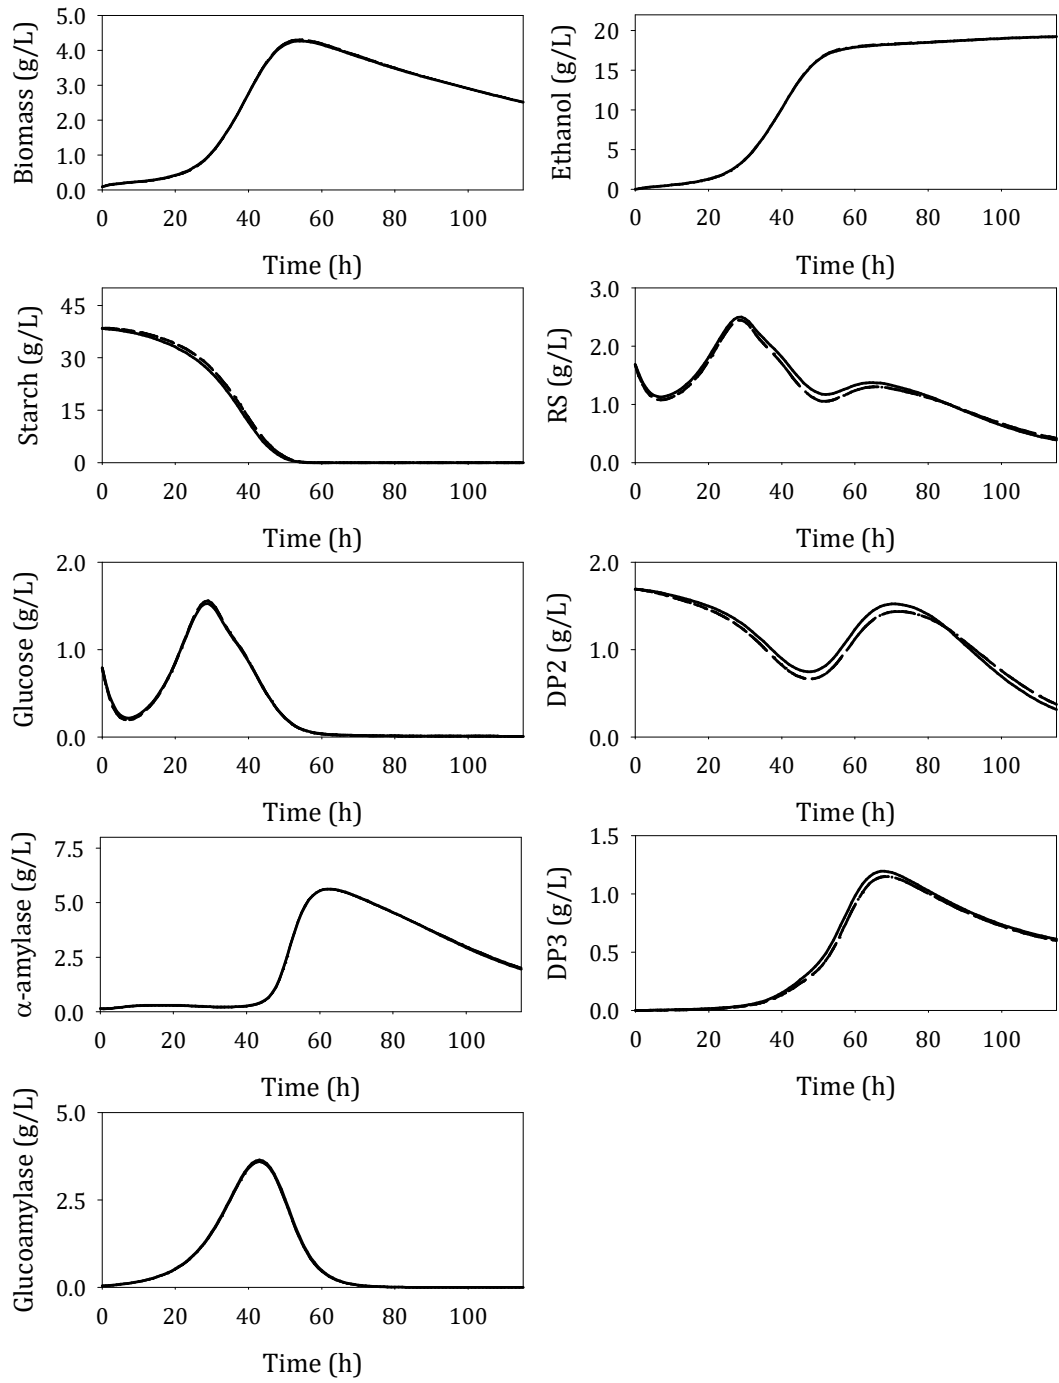 Biomass (g/L)
5.0
4.0
3.0
2.0
1.0
0.0
0 20 40 60 80 100
Time (h)
Ethanol (g/L)
20
15
10
5
0
0 20 40 60 80 100
Time (h)
Starch (g/L)
45
30
15
0
0 20 40 60 80 100
Time (h)
RS (g/L)
3.0
2.0
1.0
0.0
0 20 40 60 80 100
Time (h)
Glucose (g/L)
2.0
1.0
0.0
0 20 40 60 80 100
Time (h)
DP2 (g/L)
2.0
1.0
0.0
0 20 40 60 80 100
Time (h)
α-amylase (g/L)
7.5
5.0
2.5
0.0
0 20 40 60 80 100
Time (h)
DP3 (g/L)
1.5
1.0
0.5
0.0
0 20 40 60 80 100
Time (h)
Glucoamylase (g/L)
5.0
2.5
0.0
0 20 40 60 80 100
Time (h)